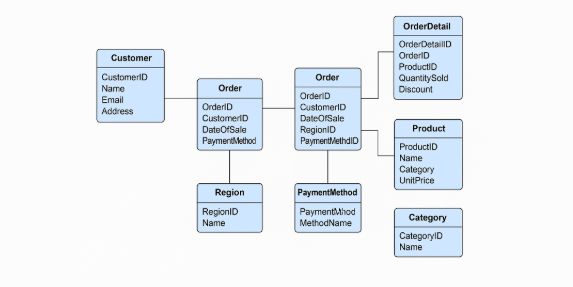 Customer
CustomerID
Name
Email
Address
Order
OrderID
CustomerID
DateOfSale
PaymentMethod
Region
RegionID
Name
Order
OrderID
CustomerID
DateOfSale
RegionID
PaymentMethdID
PaymentMethod
PaymentMihod
MethodName
OrderDetail
OrderDetailID
OrderID
ProductID
QuantitySold
Discount
Product
ProductID
Name
Category
UnitPrice
Category
CategoryID
Name